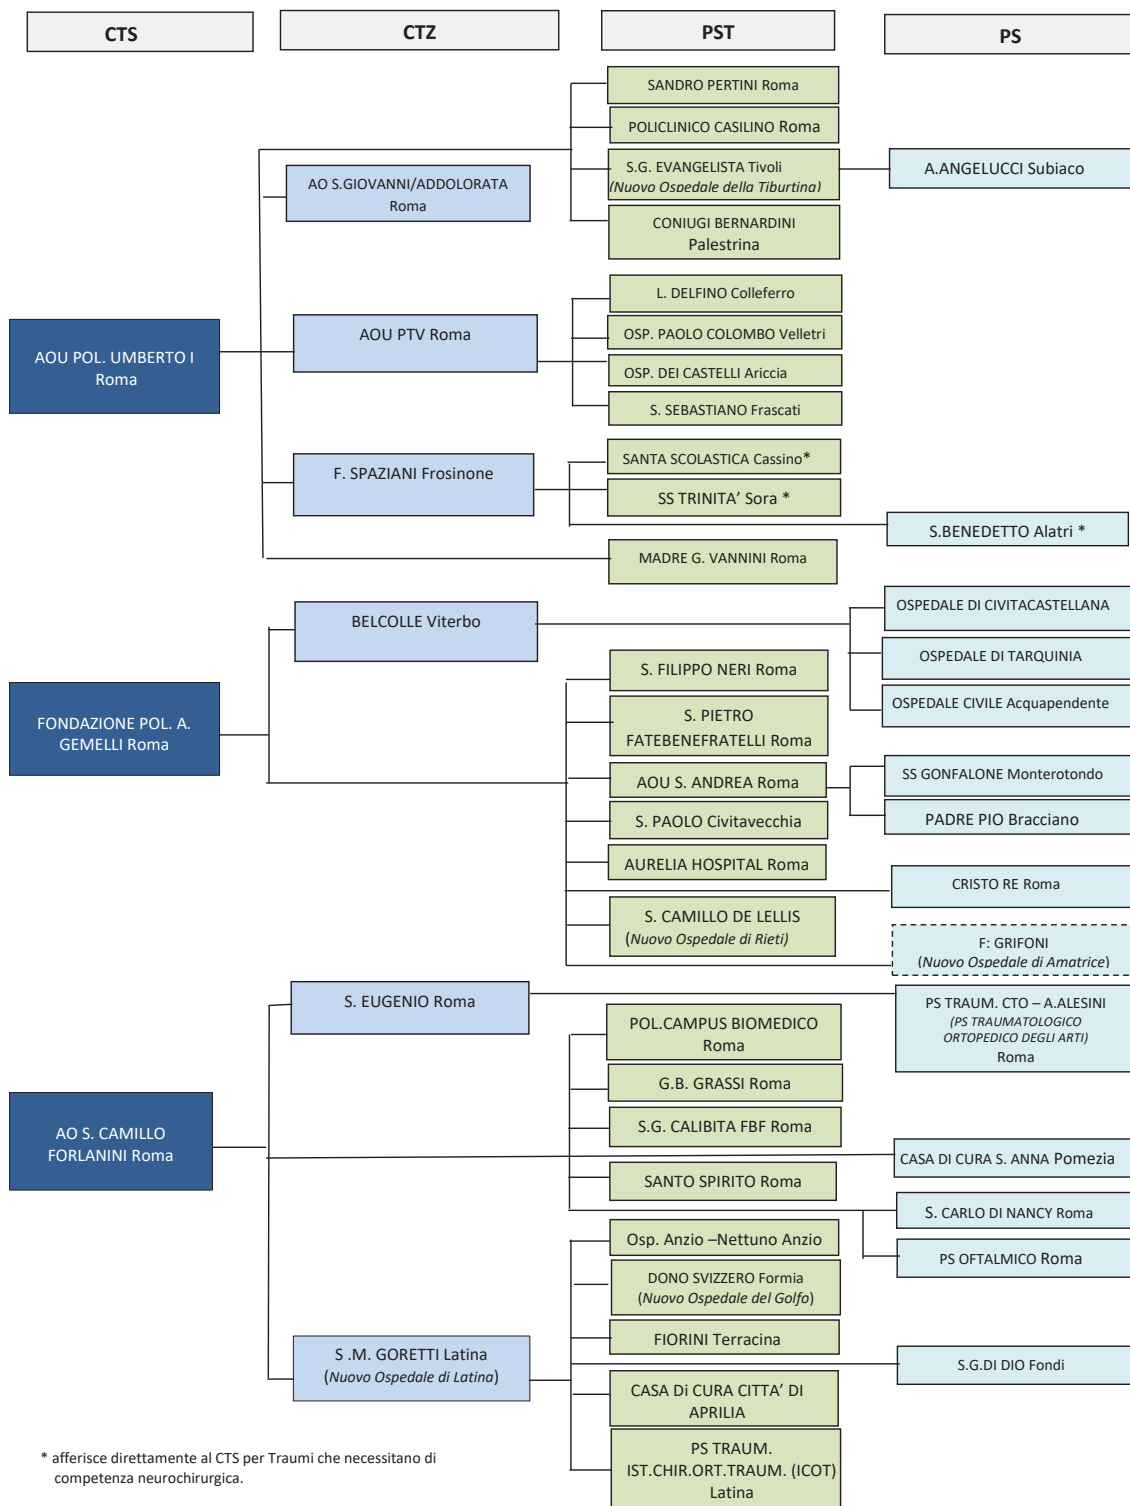 CTS
CTZ
PST
PS
SANDRO PERTINI Roma
POLICLINICO CASILINO Roma
S.G. EVANGELISTA Tivoli
(Nuovo Ospedale della Tiburtina)
A.ANGELUCCI Subiaco
AO S.GIOVANNI/ADDOLORATA
Roma
CONIUGI BERNARDINI
Palestrina
L. DELFINO Colleferro
AOU POL. UMBERTO I
Roma
AOU PTV Roma
OSP. PAOLO COLOMBO Velletri
OSP. DEI CASTELLI Ariccia
S. SEBASTIANO Frascati
F. SPAZIANI Frosinone
SANTA SCOLASTICA Cassino*
SS TRINITA’ Sora *
S.BENEDETTO Alatri *
MADRE G. VANNINI Roma
BELCOLLE Viterbo
OSPEDALE DI CIVITACASTELLANA
OSPEDALE DI TARQUINIA
OSPEDALE CIVILE Acquapendente
FONDAZIONE POL. A.
GEMELLI Roma
S. FILIPPO NERI Roma
S. PIETRO
FATEBENEFRATELLI Roma
AOU S. ANDREA Roma
SS GONFALONE Monterotondo
PADRE PIO Bracciano
S. PAOLO Civitavecchia
AURELIA HOSPITAL Roma
CRISTO RE Roma
S. CAMILLO DE LELLIS
(Nuovo Ospedale di Rieti)
F: GRIFONI
(Nuovo Ospedale di Amatrice)
S. EUGENIO Roma
PS TRAUM. CTO – A.ALESINI
(PS TRAUMATOLOGICO
ORTOPEDICO DEGLI ARTI)
Roma
POL.CAMPUS BIOMEDICO
Roma
G.B. GRASSI Roma
AO S. CAMILLO
FORLANINI Roma
S.G. CALIBITA FBF Roma
CASA DI CURA S. ANNA Pomezia
SANTO SPIRITO Roma
S. CARLO DI NANCY Roma
PS OFTALMICO Roma
Osp. Anzio –Nettuno Anzio
DONO SVIZZERO Formia
(Nuovo Ospedale del Golfo)
FIORINI Terracina
S .M. GORETTI Latina
(Nuovo Ospedale di Latina)
S.G.DI DIO Fondi
CASA Di CURA CITTA’ DI
APRILIA
PS TRAUM.
IST.CHIR.ORT.TRAUM. (ICOT)
Latina
* afferisce direttamente al CTS per Traumi che necessitano di
competenza neurochirurgica.